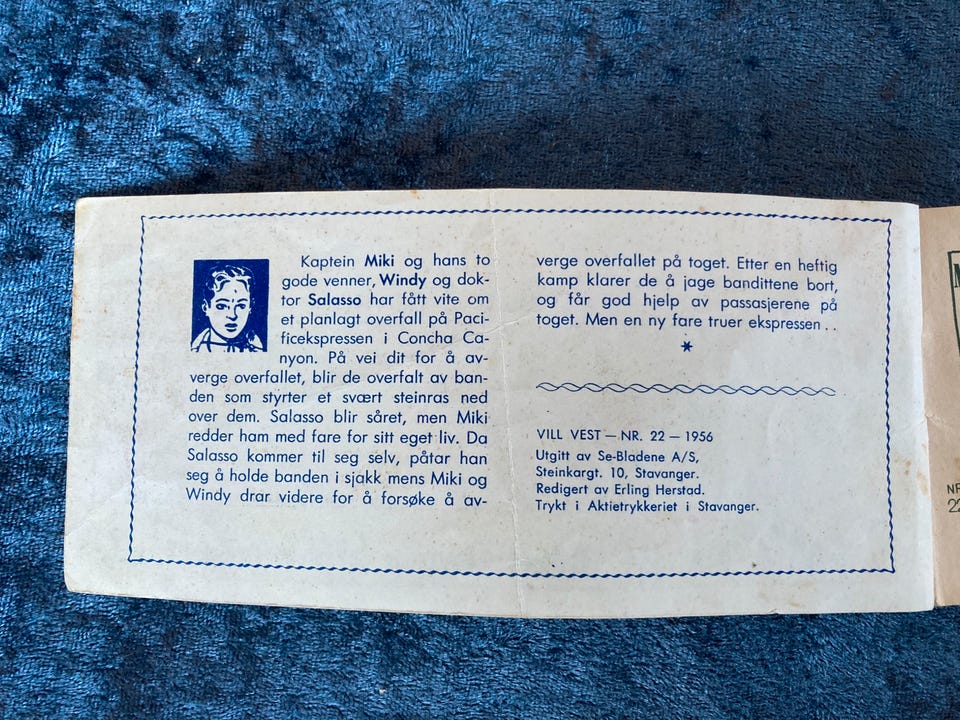 Kaptein Miki og hans to
gode venner, Windy og dok-
tor Salasso har fått vite om
et planlagt overfall på Paci-
ficekspressen i Concha Ca-
nyon. På vei dit for å av-
verge overfallet, blir de overfalt av ban-
den som styrter et svært steinras ned
over dem. Salasso blir såret, men Miki
redder ham med fare for sitt eget liv. Da
Salasso kommer til seg selv, påtar han
seg å holde banden i sjakk mens Miki og
Windy drar videre for å forsøke å av-
verge overfallet på toget. Etter en heftig
kamp klarer de å jage bandittene bort,
og får god hjelp av passasjerene på
toget. Men en ny fare truer ekspressen . .
*
VILL VEST — NR. 22 — 1956
Utgitt av Se-Bladene A/S,
Steinkargt. 10, Stavanger.
Redigert av Erling Herstad.
Trykt i Aktietrykkeriet i Stavanger.